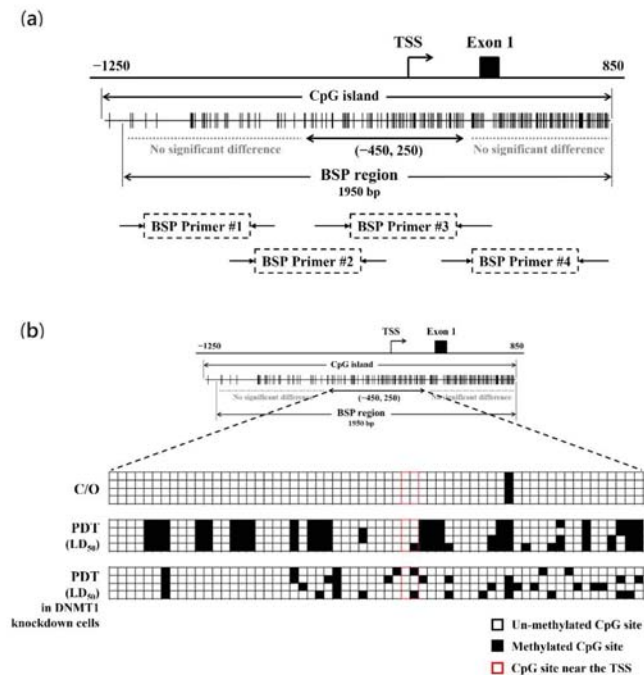 (a)
TSS
Exon 1
−1250
850
CpG island
No significant difference
(−450, 250)
No significant difference
BSP region
1950 bp
BSP Primer #1
BSP Primer #3
BSP Primer #2
BSP Primer #4
(b)
TSS
Exon 1
−1250
850
CpG island
No significant difference
(−450, 250)
No significant difference
BSP region
1950 bp
C/O
PDT
(LD50)
PDT
(LD50)
in DNMT1
knockdown cells
Un-methylated CpG site
Methylated CpG site
CpG site near the TSS